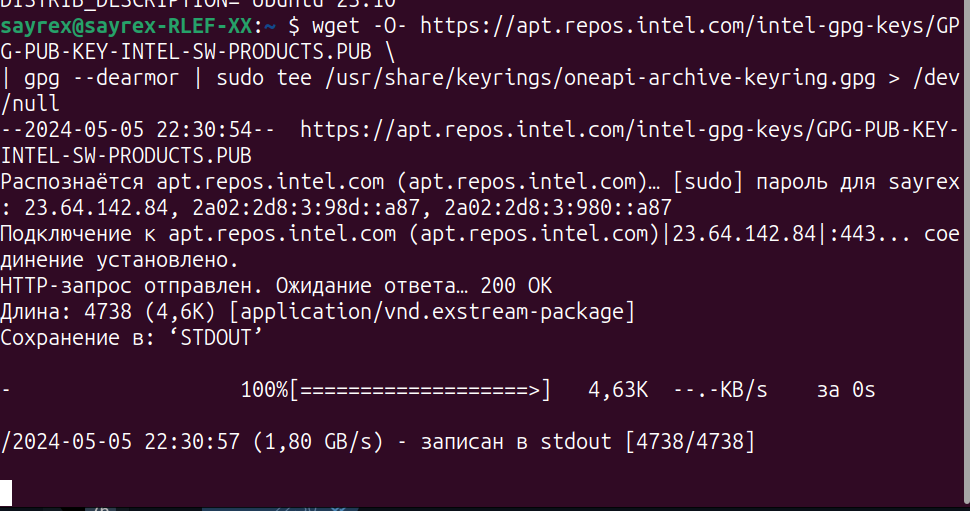 DISTRIB_DESCRIPTION="Ubuntu 23.10"
sayrex@sayrex-RLEF-XX:~ $ wget -O- https://apt.repos.intel.com/intel-gpg-keys/GP
G-PUB-KEY-INTEL-SW-PRODUCTS.PUB \
| gpg --dearmor | sudo tee /usr/share/keyrings/oneapi-archive-keyring.gpg > /dev
/null
--2024-05-05 22:30:54--  https://apt.repos.intel.com/intel-gpg-keys/GPG-PUB-KEY-
INTEL-SW-PRODUCTS.PUB
Распознаётся apt.repos.intel.com (apt.repos.intel.com)… [sudo] пароль для sayrex
: 23.64.142.84, 2a02:2d8:3:98d::a87, 2a02:2d8:3:980::a87
Подключение к apt.repos.intel.com (apt.repos.intel.com)|23.64.142.84|:443... сое
динение установлено.
HTTP-запрос отправлен. Ожидание ответа… 200 OK
Длина: 4738 (4,6K) [application/vnd.exstream-package]
Сохранение в: ‘STDOUT’
-                   100%[===================>]   4,63K  --.-KB/s    за 0s
/2024-05-05 22:30:57 (1,80 GB/s) - записан в stdout [4738/4738]